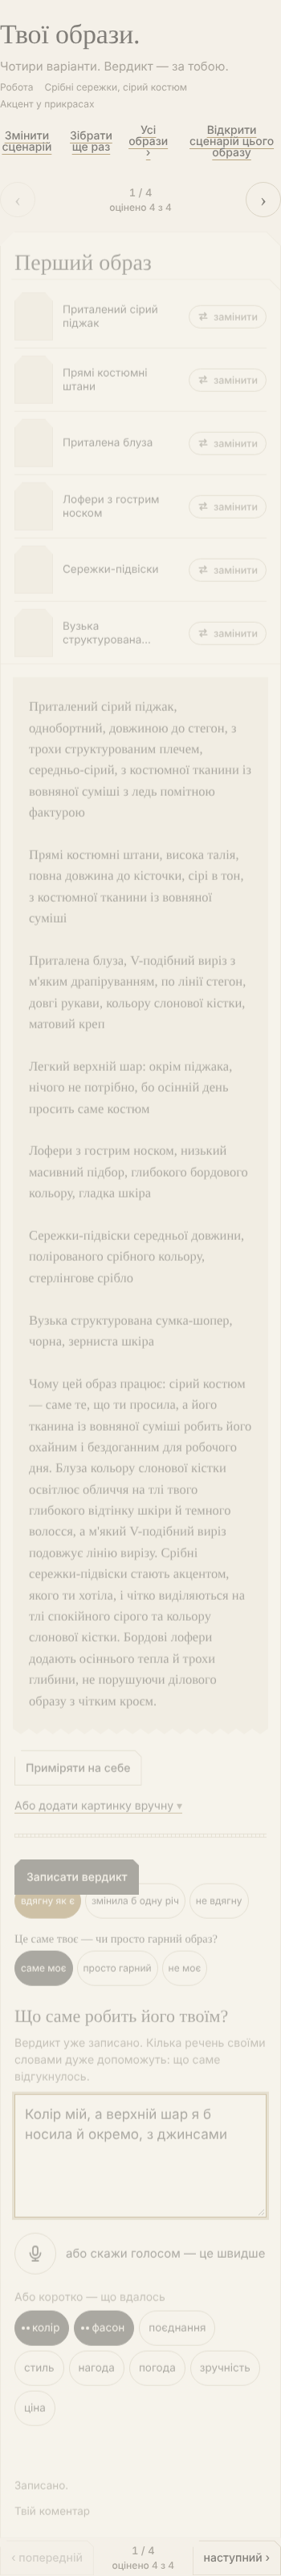 Твої образи.
Чотири варіанти. Вердикт — за тобою.
Робота Срібні сережки, сірий костюм
Акцент у прикрасах
Змінити сценарій
Зібрати ще раз
Усі образи ›
Відкрити сценарій цього образу
‹
1 / 4
оцінено 4 з 4
›
Перший образ
Приталений сірий
піджак
⇄ замінити
Прямі костюмні
штани
⇄ замінити
Приталена блуза
⇄ замінити
Лофери з гострим
носком
⇄ замінити
Сережки-підвіски
⇄ замінити
Вузька
структурована...
⇄ замінити
Приталений сірий піджак,
однобортний, довжиною до стегон, з
трохи структурованим плечем,
середньо-сірий, з костюмної тканини із
вовняної суміші з ледь помітною
фактурою
Прямі костюмні штани, висока талія,
повна довжина до кісточки, сірі в тон,
з костюмної тканини із вовняної
суміші
Приталена блуза, V-подібний виріз з
м'яким драпіруванням, по лінії стегон,
довгі рукави, кольору слонової кістки,
матовий креп
Легкий верхній шар: окрім піджака,
нічого не потрібно, бо осінній день
просить саме костюм
Лофери з гострим носком, низький
масивний підбор, глибокого бордового
кольору, гладка шкіра
Сережки-підвіски середньої довжини,
полірованого срібного кольору,
стерлінгове срібло
Вузька структурована сумка-шопер,
чорна, зерниста шкіра
Чому цей образ працює: сірий костюм
— саме те, що ти просила, а його
тканина із вовняної суміші робить його
охайним і бездоганним для робочого
дня. Блуза кольору слонової кістки
освітлює обличчя на тлі твого
глибокого відтінку шкіри й темного
волосся, а м'який V-подібний виріз
подовжує лінію вирізу. Срібні
сережки-підвіски стають акцентом,
якого ти хотіла, і чітко виділяються на
тлі спокійного сірого та кольору
слонової кістки. Бордові лофери
додають осіннього тепла й трохи
глибини, не порушуючи ділового
образу з чітким кроєм.
Приміряти на себе
Або додати картинку вручну ▾
Записати вердикт
вдягну як є змінила б одну річ не вдягну
Це саме твоє — чи просто гарний образ?
саме моє просто гарний не моє
Що саме робить його твоїм?
Вердикт уже записано. Кілька речень своїми
словами дуже допоможуть: що саме
відгукнулось.
Колір мій, а верхній шар я б
носила й окремо, з джинсами
або скажи голосом — це швидше
Або коротко — що вдалось
•• колір •• фасон поєднання
стиль нагода погода зручність
ціна
Записано.
Твій коментар
‹ попередній
1 / 4
оцінено 4 з 4
наступний ›